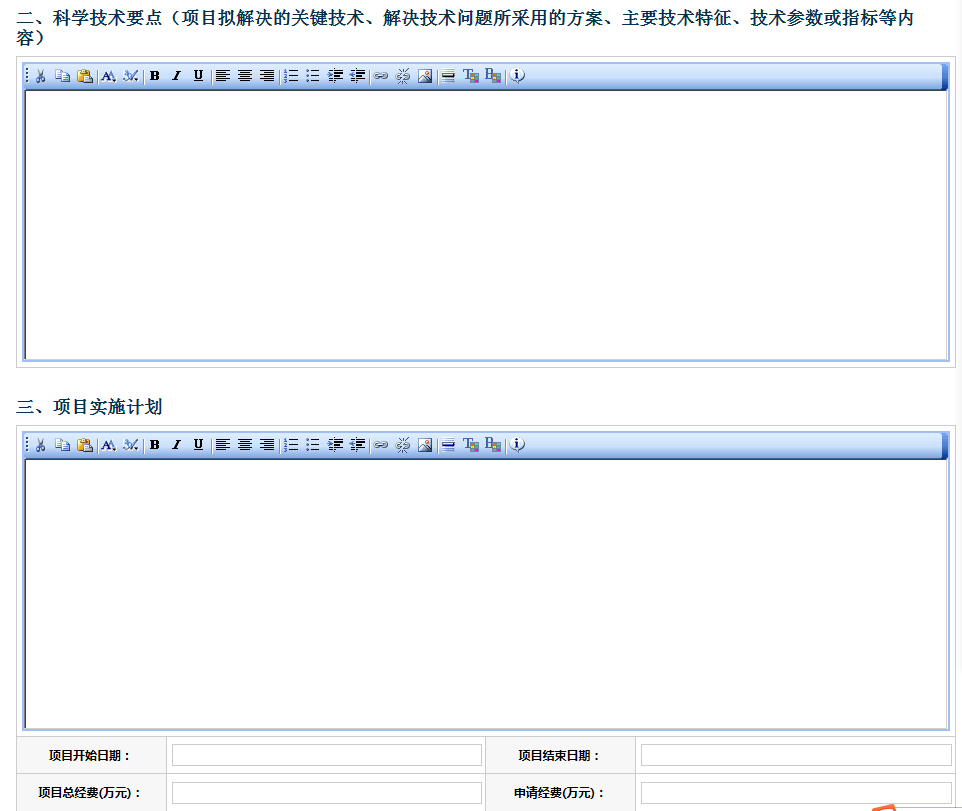 二、科学技术要点（项目拟解决的关键技术、解决技术问题所采用的方案、主要技术特征、技术参数或指标等内
容）
B I U
三、项目实施计划
B I U
项目开始日期： 项目结束日期：
项目总经费(万元)： 申请经费(万元)：